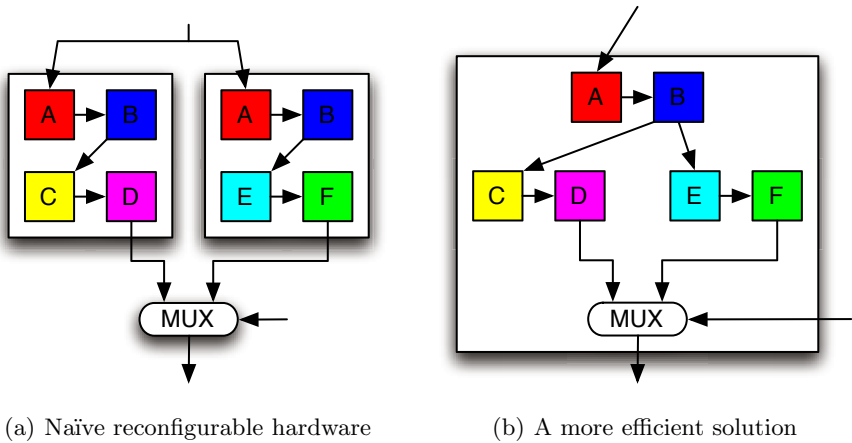 A B A B
C D E F
MUX
A B
C D E F
MUX
(a) Naïve reconfigurable hardware
(b) A more efficient solution